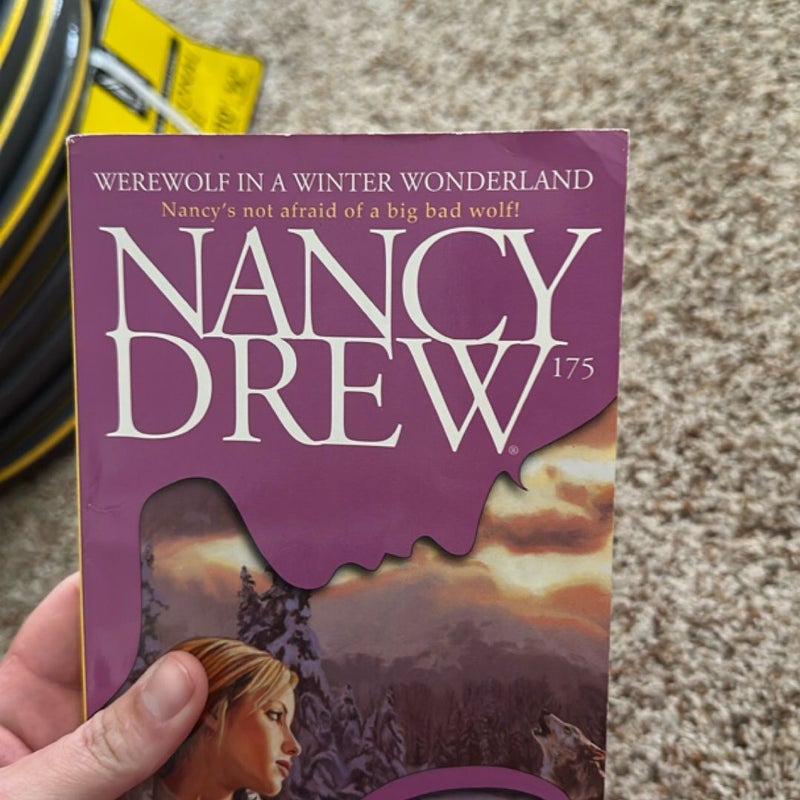 WEREWOLF IN A WINTER WONDERLAND
Nancy's not afraid of a big bad wolf!
NANCY
DREW
175
®